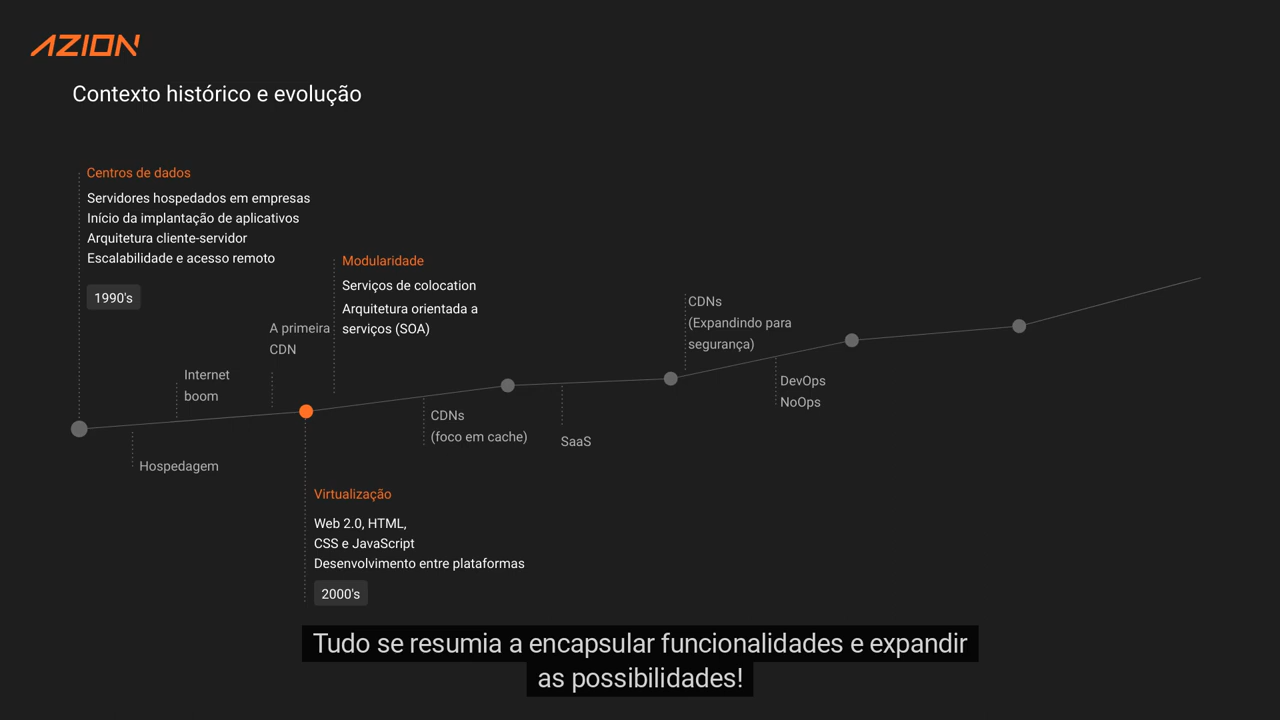 AZION
Contexto histórico e evolução
Centros de dados
Servidores hospedados em empresas
Início da implantação de aplicativos
Arquitetura cliente-servidor
Escalabilidade e acesso remoto
1990's
Hospedagem
Internet
boom
A primeira
CDN
Modularidade
Serviços de colocation
Arquitetura orientada a
serviços (SOA)
Virtualização
Web 2.0, HTML,
CSS e JavaScript
Desenvolvimento entre plataformas
2000's
CDNs
(foco em cache)
SaaS
CDNs
(Expandindo para
segurança)
DevOps
NoOps
Tudo se resumia a encapsular funcionalidades e expandir
as possibilidades!